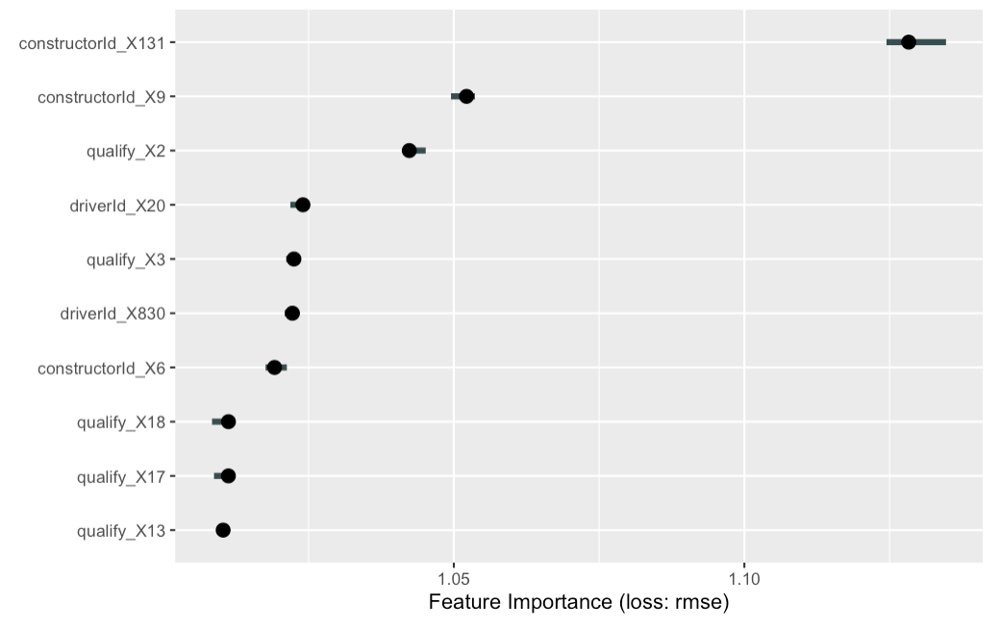 constructorId_X131
constructorId_X9
qualify_X2
driverId_X20
qualify_X3
driverId_X830
constructorId_X6
qualify_X18
qualify_X17
qualify_X13
1.05 1.10
Feature Importance (loss: rmse)